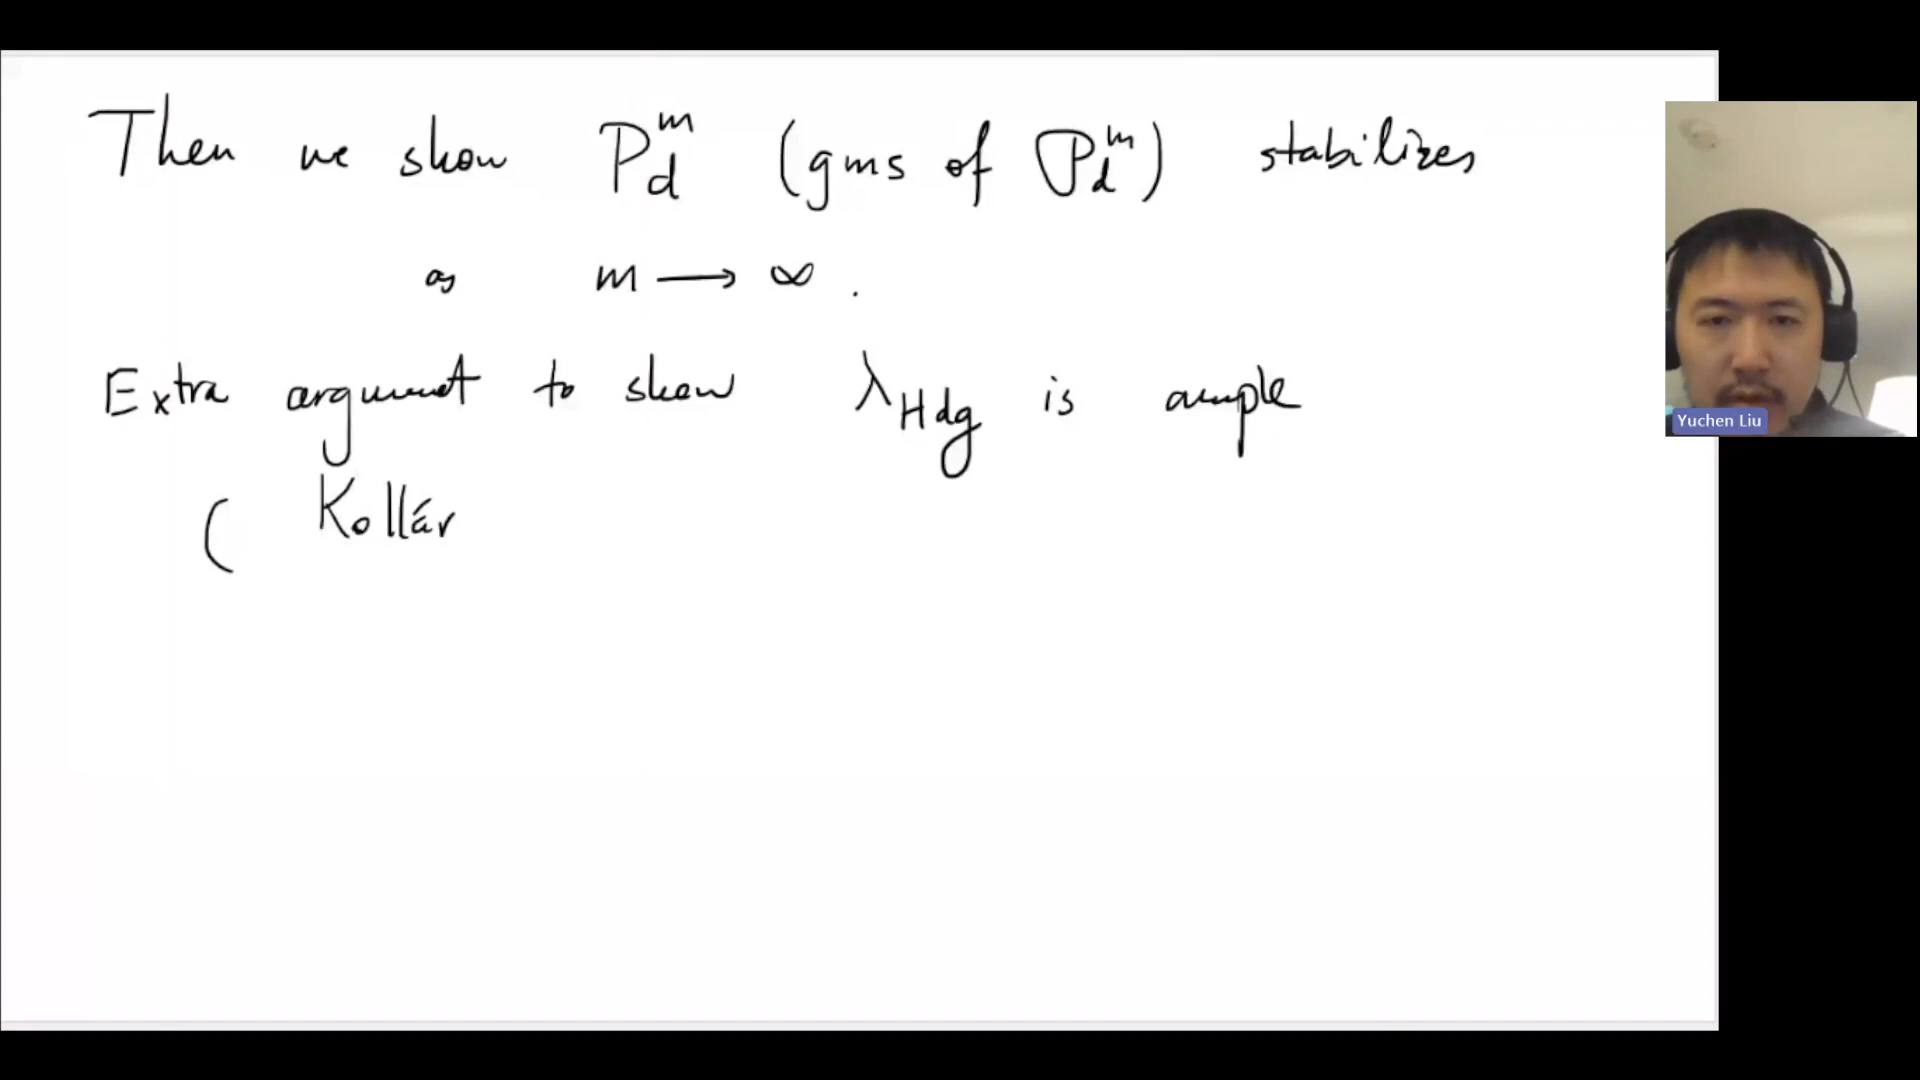 Then we show P_d^m (gms of 𝒫_d^m) stabilizes
as m ⟶ ∞ .
Extra argument to show λ_Hdg is ample
( Kollár
Yuchen Liu